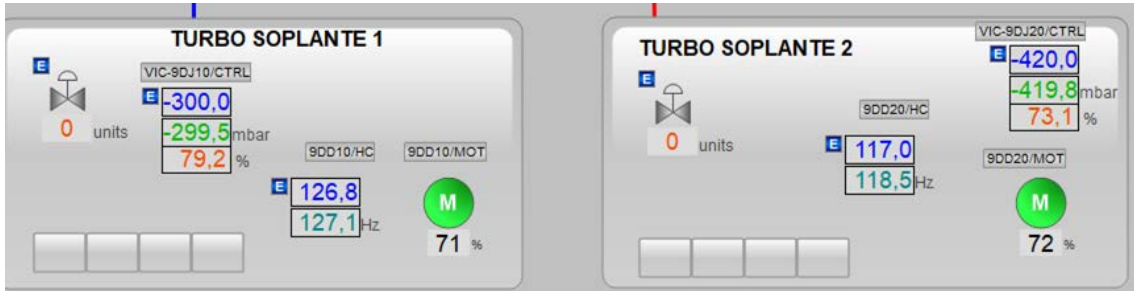 TURBO SOPLANTE 1
E
VIC-9DJ10/CTRL
E -300,0
-299,5 mbar
79,2 %
0 units
9DD10/HC
9DD10/MOT
E 126,8
127,1 Hz
M
71 %
TURBO SOPLANTE 2
VIC-9DJ20/CTRL
E -420,0
-419,8 mbar
73,1 %
E
0 units
9DD20/HC
E 117,0
118,5 Hz
9DD20/MOT
M
72 %